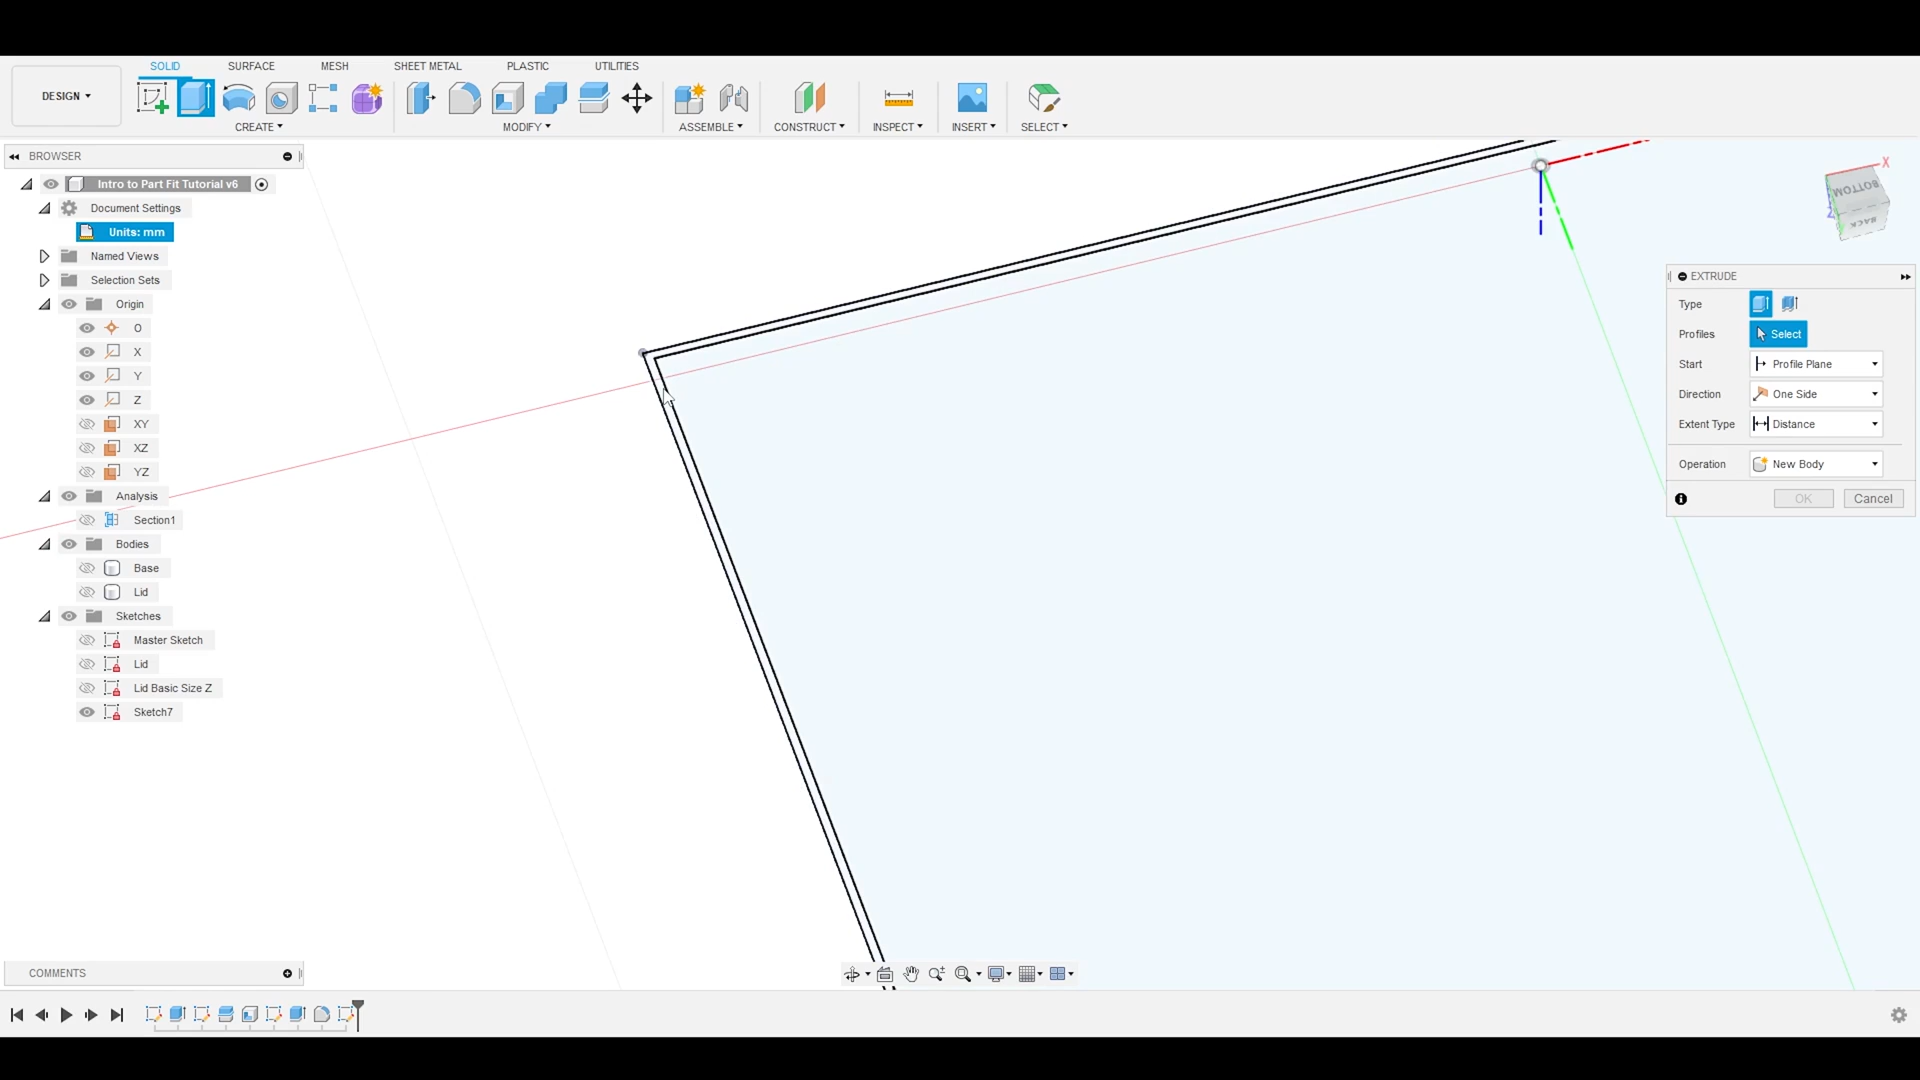 SOLID SURFACE MESH SHEET METAL PLASTIC UTILITIES
DESIGN
CREATE MODIFY ASSEMBLE CONSTRUCT INSPECT INSERT SELECT
BROWSER
Intro to Part Fit Tutorial v6
Document Settings
Units: mm
Named Views
Selection Sets
Origin
O
X
Y
Z
XY
XZ
YZ
Analysis
Section1
Bodies
Base
Lid
Sketches
Master Sketch
Lid
Lid Basic Size Z
Sketch7
X
BOTTOM
BACK
Z
EXTRUDE
Type
Profiles Select
Start Profile Plane
Direction One Side
Extent Type Distance
Operation New Body
OK Cancel
COMMENTS